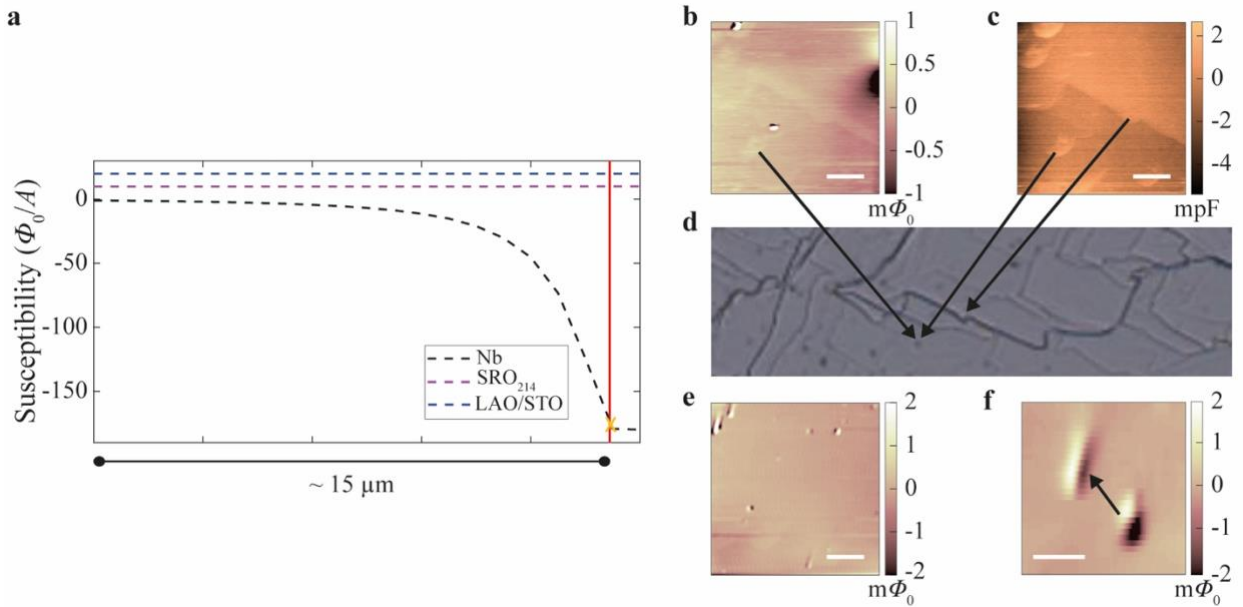 a
Susceptibility (Φ₀/A)
0
-50
-100
-150
Nb
SRO₂₁₄
LAO/STO
~ 15 µm
b
1
0.5
0
-0.5
-1
mΦ₀
c
2
0
-2
-4
mpF
d
e
2
1
0
-1
-2
mΦ₀
f
2
1
0
-1
-2
mΦ₀